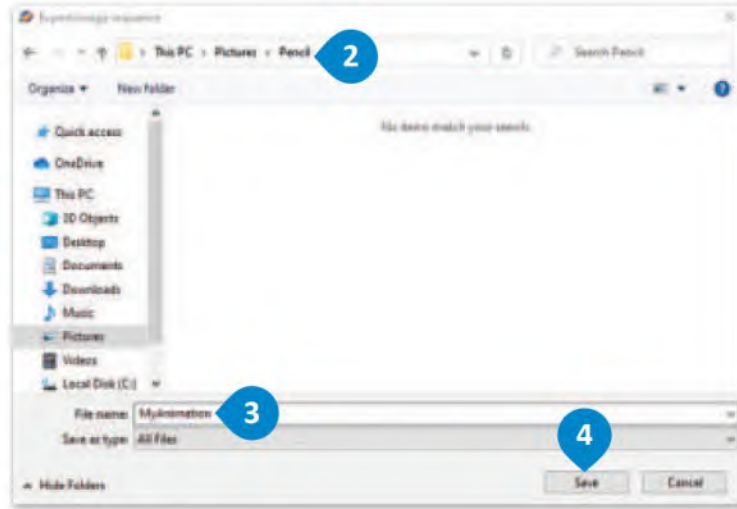 Export image sequence
This PC > Pictures > Pencil
2
Search Pencil
Organize
New folder
No items match your search.
Quick access
OneDrive
This PC
3D Objects
Desktop
Documents
Downloads
Music
Pictures
Videos
Local Disk (C:)
File name: MyAnimation
3
Save as type: All Files
4
Hide Folders
Save
Cancel